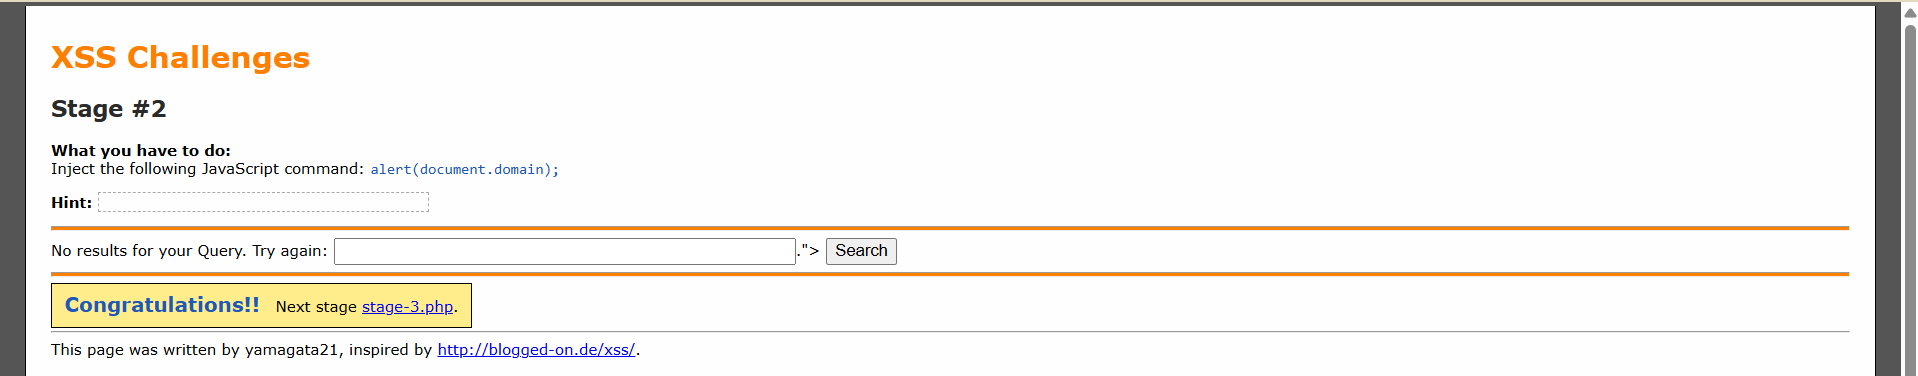 XSS Challenges
Stage #2
What you have to do:
Inject the following JavaScript command: alert(document.domain);
Hint:
No results for your Query. Try again: ."> Search
Congratulations!! Next stage stage-3.php.
This page was written by yamagata21, inspired by http://blogged-on.de/xss/.